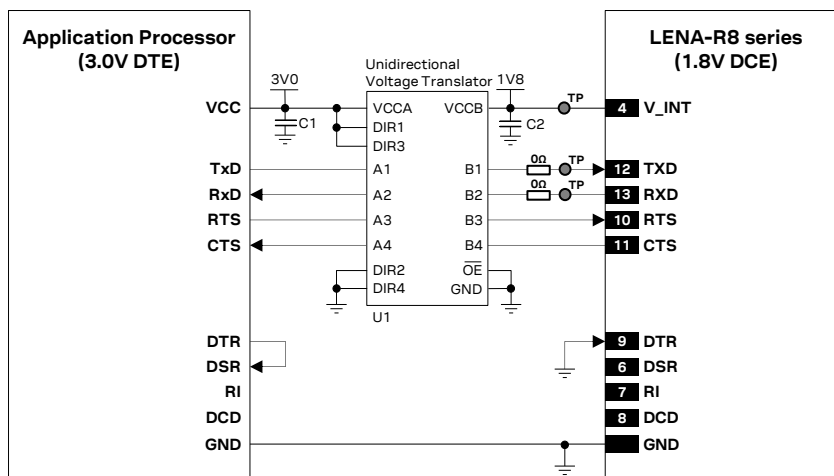 Application Processor
(3.0V DTE)
LENA-R8 series
(1.8V DCE)
Unidirectional
Voltage Translator
3V0
1V8
TP
VCC
VCCA
VCCB
4 V_INT
C1
DIR1
C2
DIR3
0Ω
TP
TxD
A1
B1
12 TXD
0Ω
TP
RxD
A2
B2
13 RXD
RTS
A3
B3
10 RTS
CTS
A4
B4
11 CTS
DIR2
OE
DIR4
GND
U1
DTR
9 DTR
DSR
6 DSR
RI
7 RI
DCD
8 DCD
GND
GND